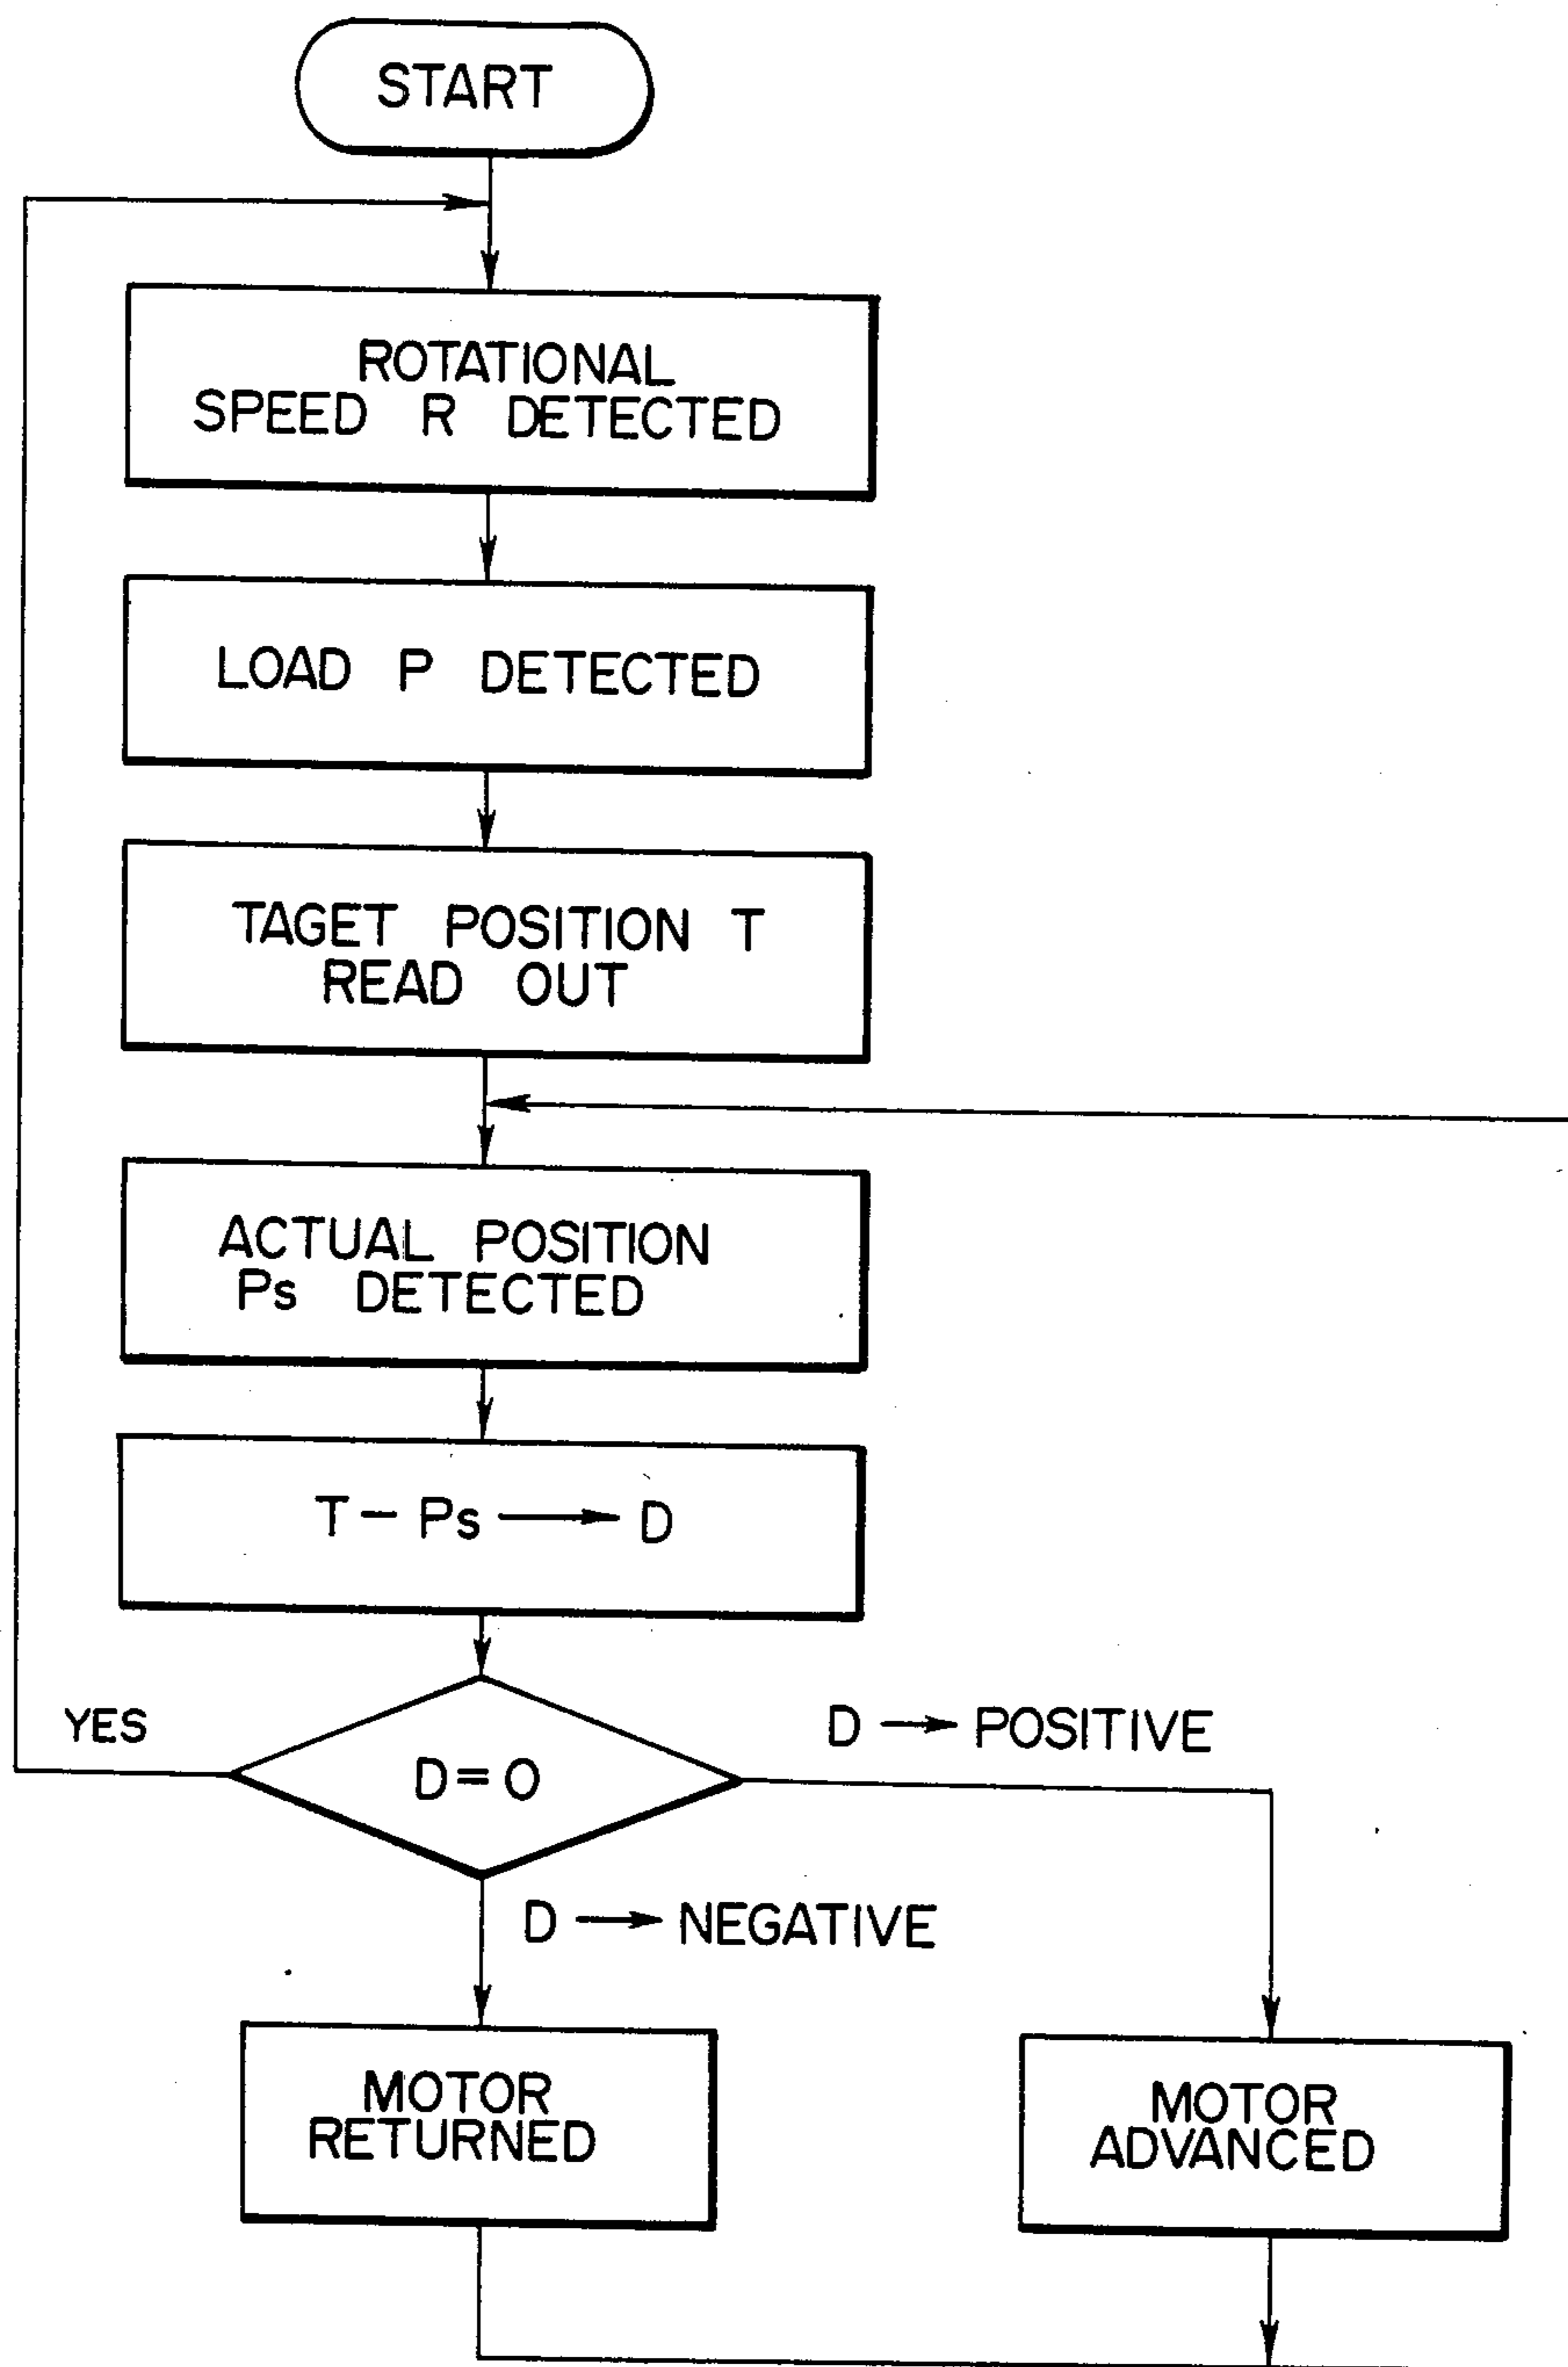 START
ROTATIONAL
SPEED R DETECTED
LOAD P DETECTED
TAGET POSITION T
READ OUT
ACTUAL POSITION
Ps DETECTED
T - Ps → D
YES
D = 0
D → POSITIVE
D → NEGATIVE
MOTOR
RETURNED
MOTOR
ADVANCED